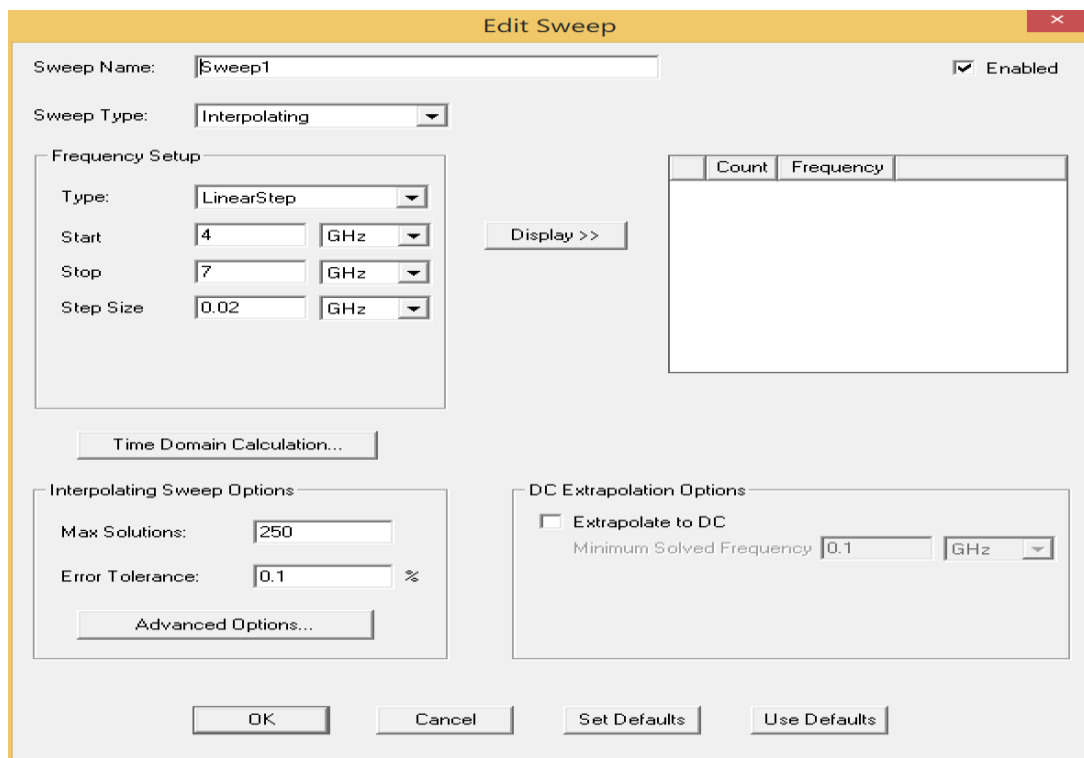 Edit Sweep
Sweep Name: Sweep1 Enabled
Sweep Type: Interpolating
Frequency Setup
Type: LinearStep
Start 4 GHz
Stop 7 GHz
Step Size 0.02 GHz
Display >>
Count Frequency
Time Domain Calculation...
Interpolating Sweep Options
Max Solutions: 250
Error Tolerance: 0.1 %
Advanced Options...
DC Extrapolation Options
Extrapolate to DC
Minimum Solved Frequency 0.1 GHz
OK Cancel Set Defaults Use Defaults